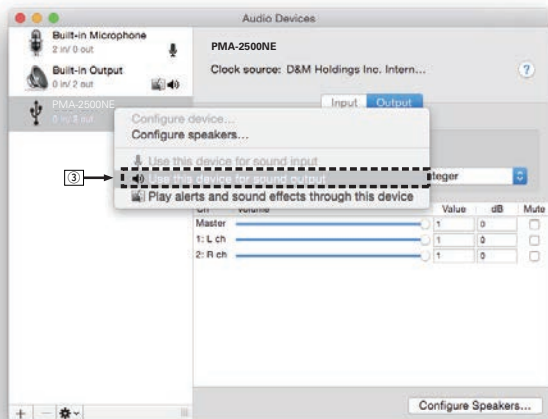 Audio Devices
Built-in Microphone
2 in/ 0 out
Built-in Output
0 in/ 2 out
PMA-2500NE
PMA-2500NE
Clock source: D&M Holdings Inc. Intern...
?
Input Output
Configure device...
Configure speakers...
Use this device for sound input
③
Use this device for sound output
Play alerts and sound effects through this device
teger
Ch Volume Value dB Mute
Master 1 0
1: L ch 1 0
2: R ch 1 0
Configure Speakers...